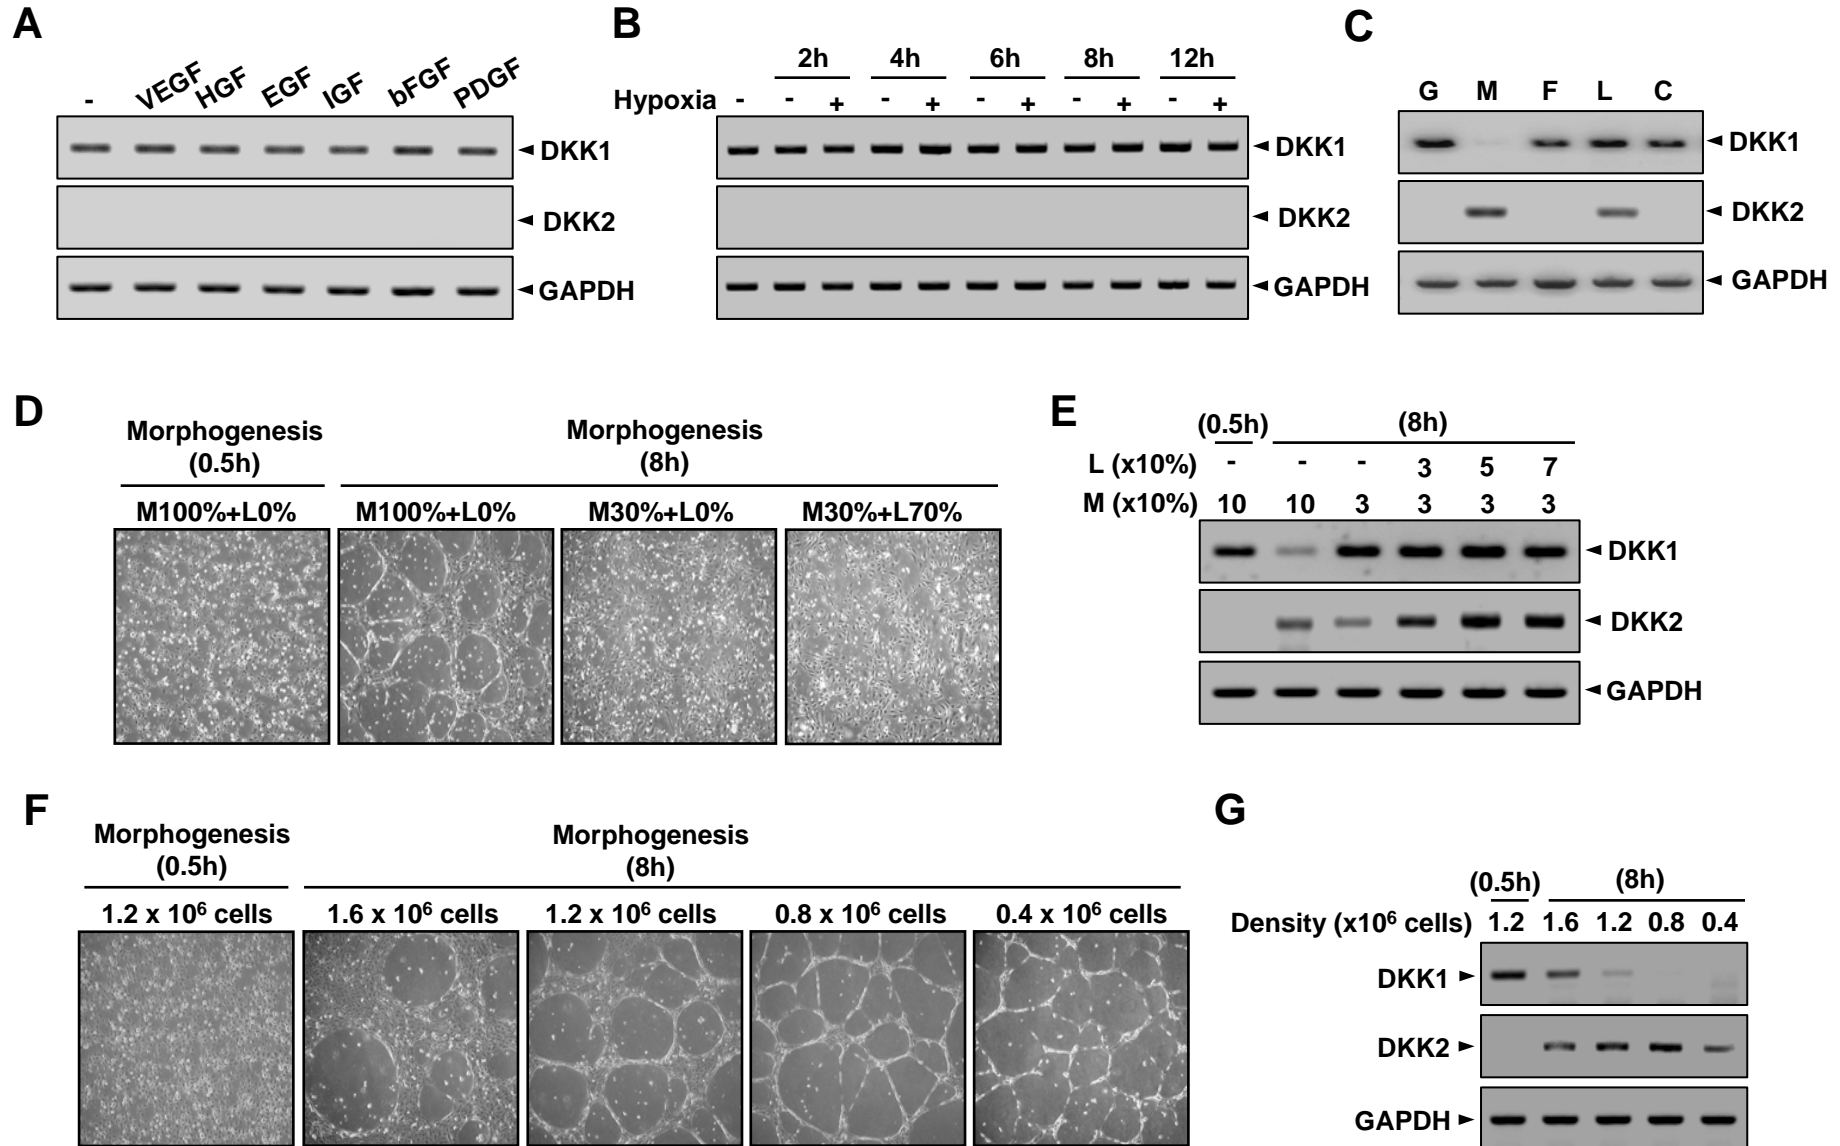 A
- VEGF HGF EGF IGF bFGF PDGF
◄ DKK1
◄ DKK2
◄ GAPDH
B
2h 4h 6h 8h 12h
Hypoxia - - + - + - + - + - +
◄ DKK1
◄ DKK2
◄ GAPDH
C
G M F L C
◄ DKK1
◄ DKK2
◄ GAPDH
D
Morphogenesis
(0.5h)
Morphogenesis
(8h)
M100%+L0% M100%+L0% M30%+L0% M30%+L70%
E
(0.5h) (8h)
L (x10%) - - - 3 5 7
M (x10%) 10 10 3 3 3 3
◄ DKK1
◄ DKK2
◄ GAPDH
F
Morphogenesis
(0.5h)
Morphogenesis
(8h)
1.2 x 10⁶ cells 1.6 x 10⁶ cells 1.2 x 10⁶ cells 0.8 x 10⁶ cells 0.4 x 10⁶ cells
G
(0.5h) (8h)
Density (x10⁶ cells) 1.2 1.6 1.2 0.8 0.4
DKK1 ►
DKK2 ►
GAPDH ►